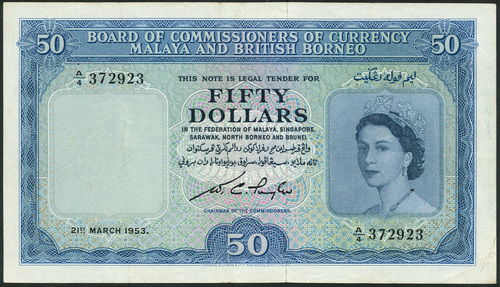 50 BOARD OF COMMISSIONERS OF CURRENCY 50
MALAYA AND BRITISH BORNEO
A/4 372923
THIS NOTE IS LEGAL TENDER FOR
FIFTY
DOLLARS
IN THE FEDERATION OF MALAYA, SINGAPORE,
SARAWAK, NORTH BORNEO AND BRUNEI.
CHAIRMAN OF THE COMMISSIONERS.
21ST MARCH 1953.
A/4 372923
50